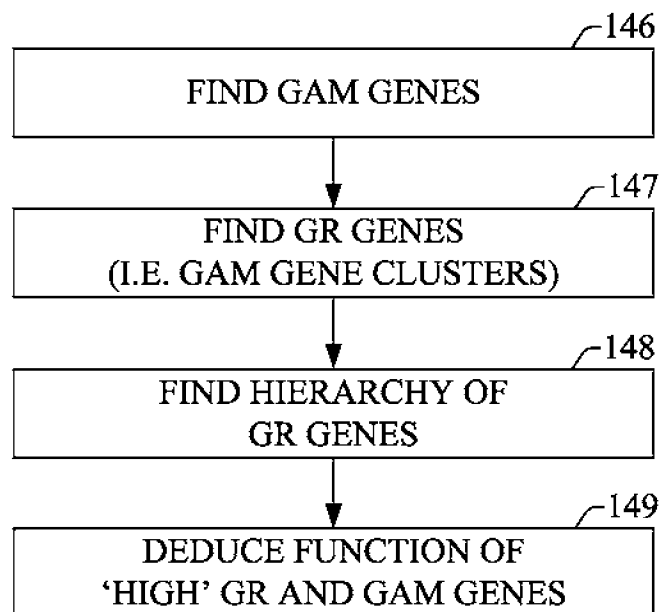 146
FIND GAM GENES
147
FIND GR GENES
(I.E. GAM GENE CLUSTERS)
148
FIND HIERARCHY OF
GR GENES
149
DEDUCE FUNCTION OF
‘HIGH’ GR AND GAM GENES